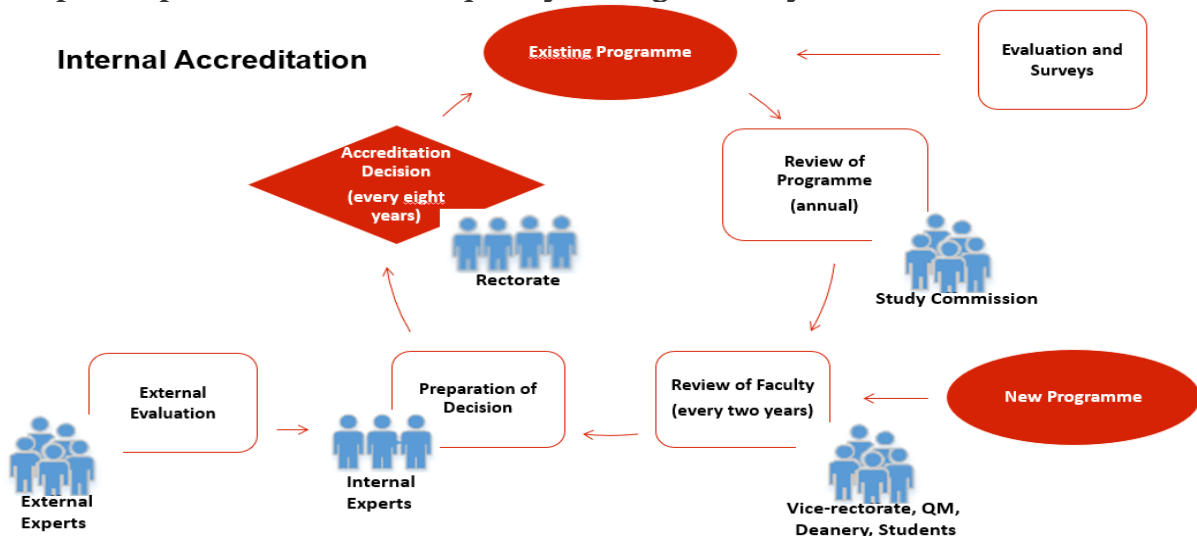 Internal Accreditation
Existing Programme
Evaluation and
Surveys
Accreditation
Decision
(every eight
years)
Rectorate
Review of
Programme
(annual)
Study Commission
External
Evaluation
External
Experts
Preparation of
Decision
Internal
Experts
Review of Faculty
(every two years)
Vice-rectorate, QM,
Deanery, Students
New Programme